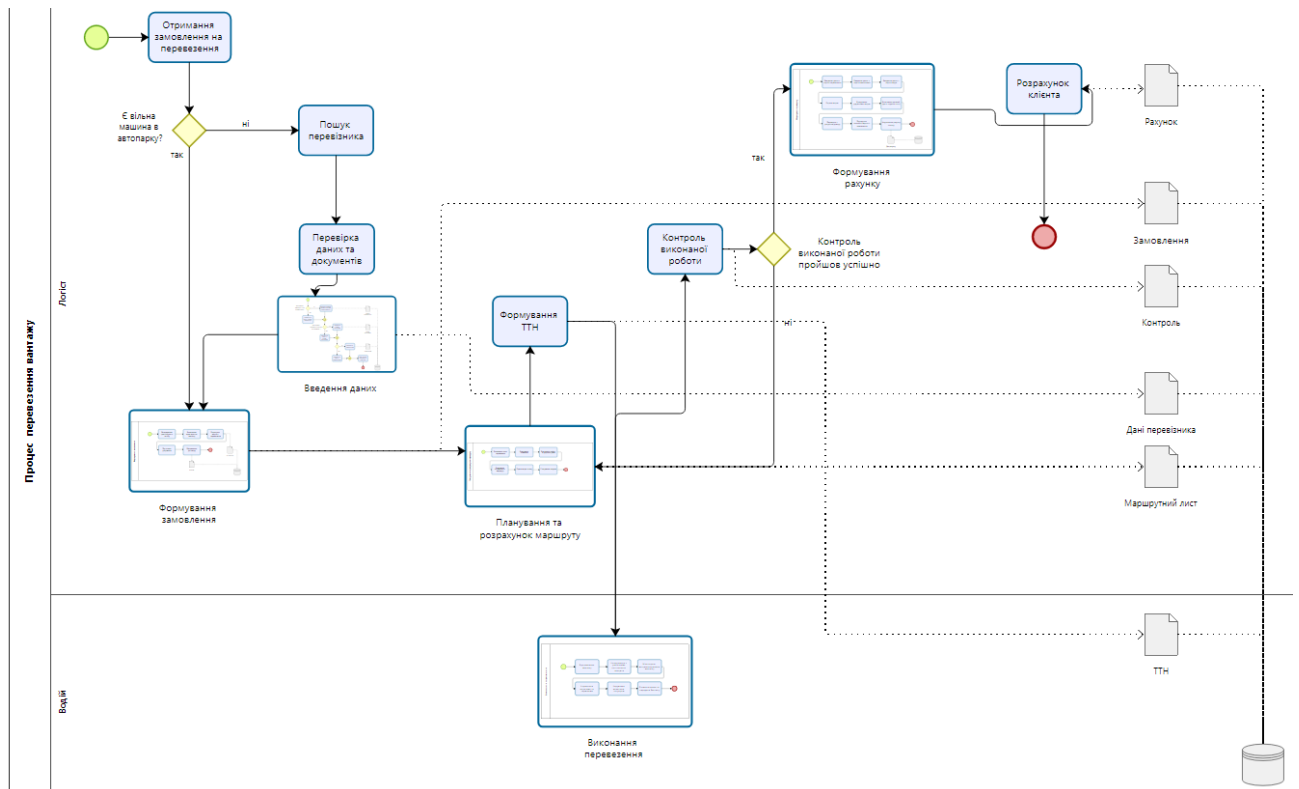 Процес перевезення вантажу
Логіст
Водій
Отримання
замовлення на
перевезення
Є вільна
машина в
автопарку?
ні
так
Пошук
перевізника
Перевірка
даних та
документів
Введення даних
Формування
замовлення
Планування та
розрахунок маршруту
Формування
ТТН
Контроль
виконаної
роботи
Контроль
виконаної роботи
пройшов успішно
так
ні
Формування
рахунку
Розрахунок
клієнта
Рахунок
Замовлення
Контроль
Дані перевізника
Маршрутний лист
ТТН
Виконання
перевезення